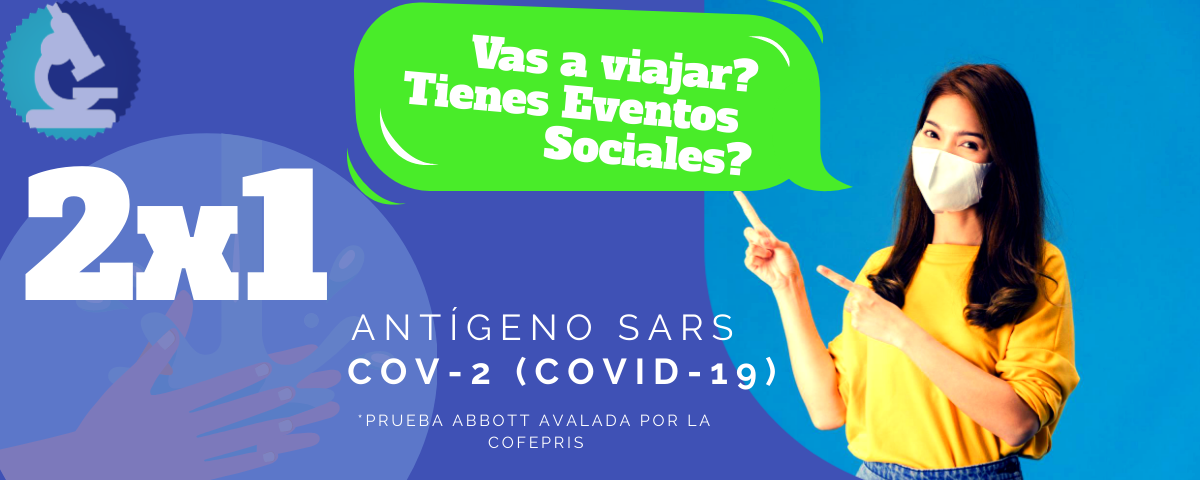 Vas a viajar?
Tienes Eventos
Sociales?
2x1
ANTÍGENO SARS
COV-2 (COVID-19)
*PRUEBA ABBOTT AVALADA POR LA
COFEPRIS